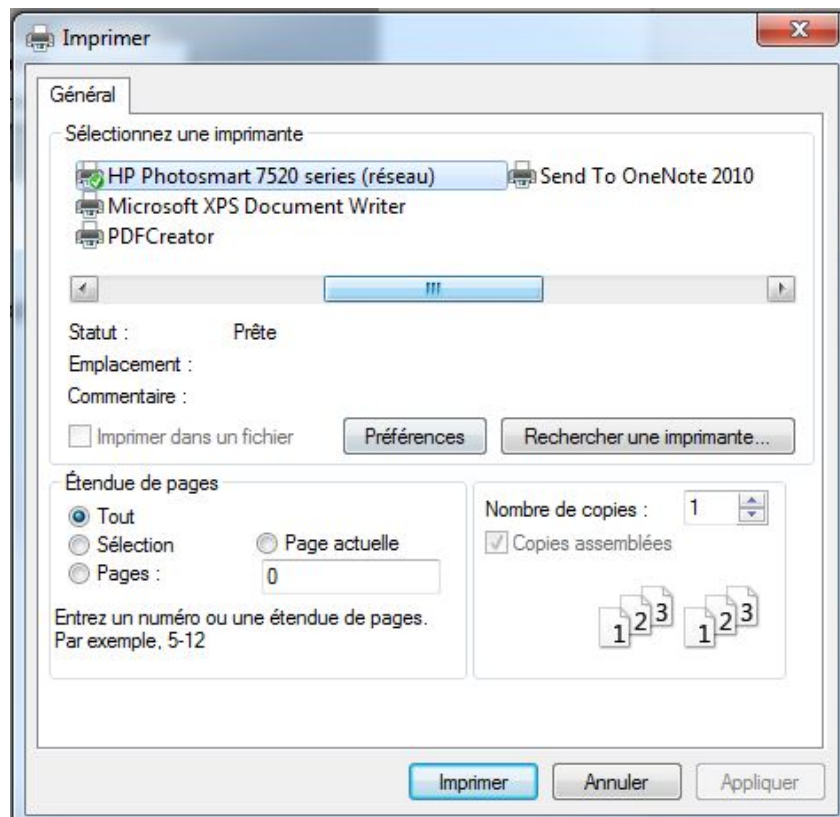 Imprimer
Général
Sélectionnez une imprimante
HP Photosmart 7520 series (réseau) Send To OneNote 2010
Microsoft XPS Document Writer
PDFCreator
Statut : Prête
Emplacement :
Commentaire :
Imprimer dans un fichier Préférences Rechercher une imprimante...
Étendue de pages
Tout
Sélection Page actuelle
Pages : 0
Entrez un numéro ou une étendue de pages.
Par exemple, 5-12
Nombre de copies : 1
Copies assemblées
1 2 3 1 2 3
Imprimer Annuler Appliquer